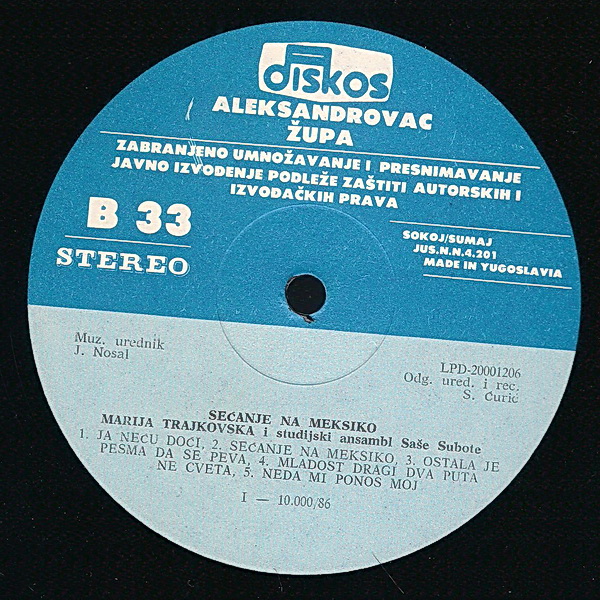 diskos
ALEKSANDROVAC
ŽUPA
ZABRANJENO UMNOŽAVANJE I PRESNIMAVANJE
JAVNO IZVOĐENJE PODLEŽE ZAŠTITI AUTORSKIH I
IZVOĐAČKIH PRAVA
B 33
STEREO
SOKOJ/SUMAJ
JUS.N.N.4.201
MADE IN YUGOSLAVIA
Muz. urednik
J. Nosal
LPD-20001206
Odg. ured. i rec.
S. Ćurić
SEĆANJE NA MEKSIKO
MARIJA TRAJKOVSKA i studijski ansambl Saše Subote
1. JA NEĆU DOĆI, 2. SEĆANJE NA MEKSIKO, 3. OSTALA JE
PESMA DA SE PEVA, 4. MLADOST DRAGI DVA PUTA
NE CVETA, 5. NEDA MI PONOS MOJ
I — 10.000/86